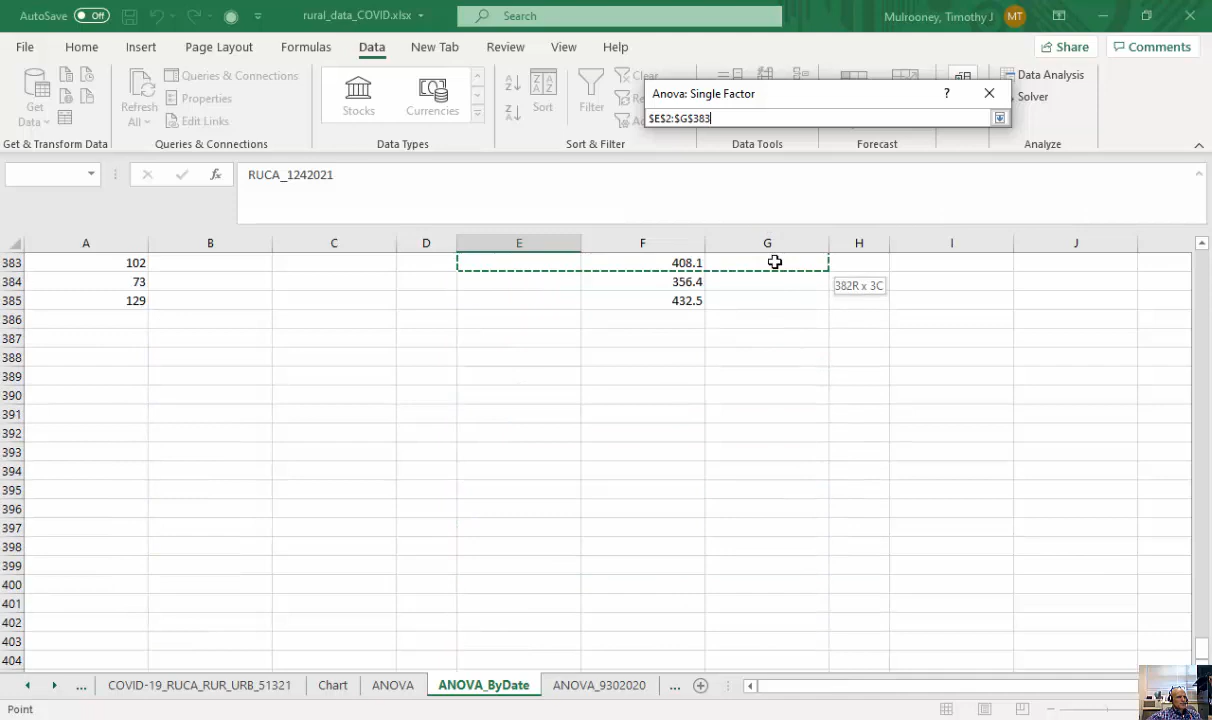 AutoSave Off rural_data_COVID.xlsx Search Mulrooney, Timothy J MT
File Home Insert Page Layout Formulas Data New Tab Review View Help Share Comments
Get
Data
Refresh
All
Queries & Connections
Properties
Edit Links
Stocks
Currencies
Sort
Filter
Clear
Data Analysis
Solver
Get & Transform Data Queries & Connections Data Types Sort & Filter Data Tools Forecast Analyze
Anova: Single Factor ?
$E$2:$G$383
fx RUCA_1242021
A B C D E F G H I J
383 102 408.1
384 73 356.4
385 129 432.5
382R x 3C
386
387
388
389
390
391
392
393
394
395
396
397
398
399
400
401
402
403
404
... COVID-19_RUCA_RUR_URB_51321 Chart ANOVA ANOVA_ByDate ANOVA_9302020 ...
Point